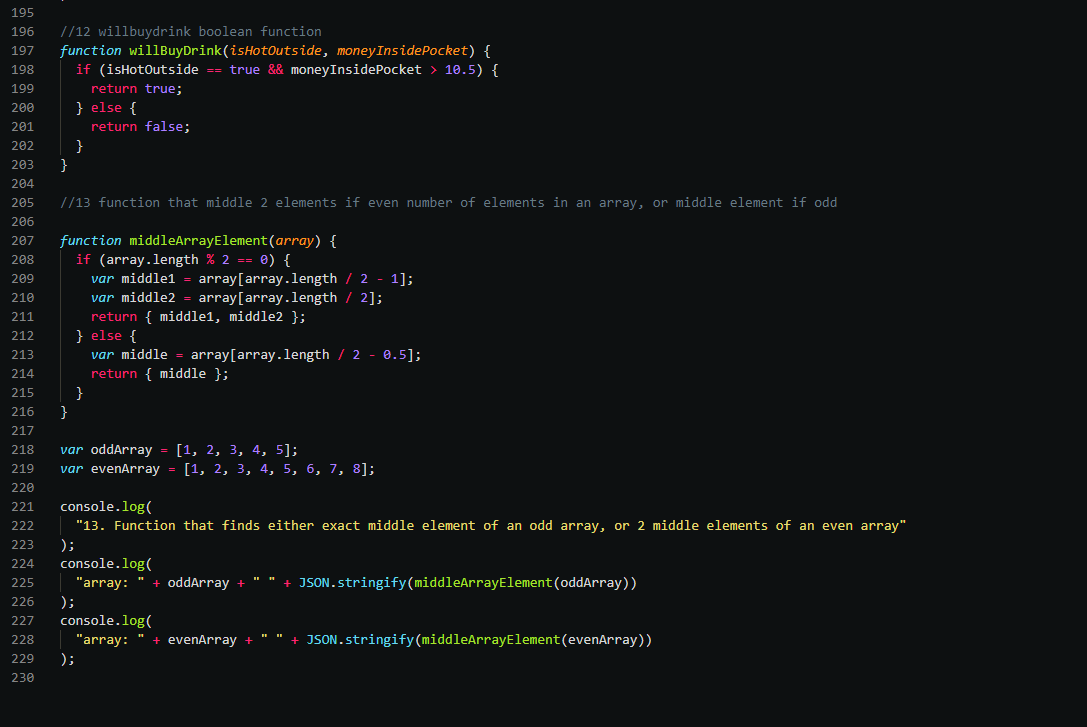 195
196 //12 willbuydrink boolean function
197 function willBuyDrink(isHotOutside, moneyInsidePocket) {
198   if (isHotOutside == true && moneyInsidePocket > 10.5) {
199     return true;
200   } else {
201     return false;
202   }
203 }
204
205 //13 function that middle 2 elements if even number of elements in an array, or middle element if odd
206
207 function middleArrayElement(array) {
208   if (array.length % 2 == 0) {
209     var middle1 = array[array.length / 2 - 1];
210     var middle2 = array[array.length / 2];
211     return { middle1, middle2 };
212   } else {
213     var middle = array[array.length / 2 - 0.5];
214     return { middle };
215   }
216 }
217
218 var oddArray = [1, 2, 3, 4, 5];
219 var evenArray = [1, 2, 3, 4, 5, 6, 7, 8];
220
221 console.log(
222   "13. Function that finds either exact middle element of an odd array, or 2 middle elements of an even array"
223 );
224 console.log(
225   "array: " + oddArray + " " + JSON.stringify(middleArrayElement(oddArray))
226 );
227 console.log(
228   "array: " + evenArray + " " + JSON.stringify(middleArrayElement(evenArray))
229 );
230